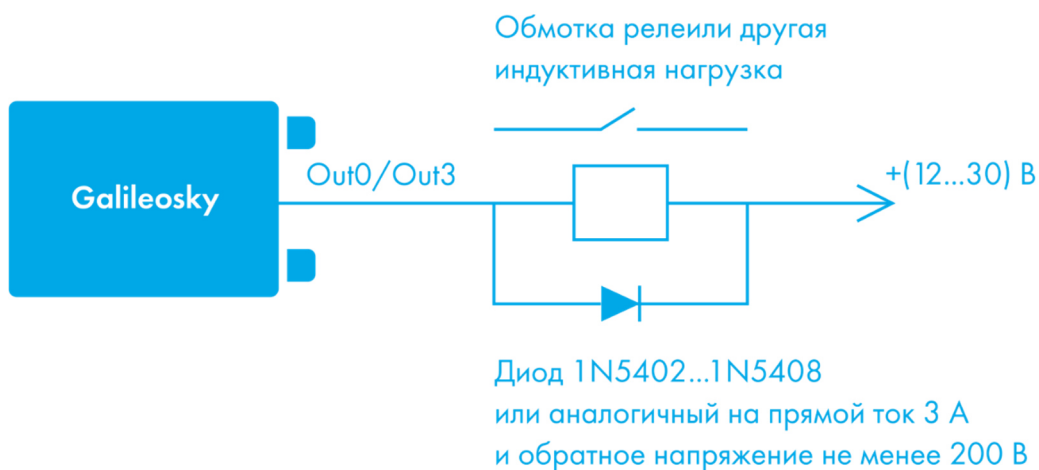 Обмотка релеили другая
индуктивная нагрузка
Galileosky
Out0/Out3
+(12...30) В
Диод 1N5402...1N5408
или аналогичный на прямой ток 3 А
и обратное напряжение не менее 200 В